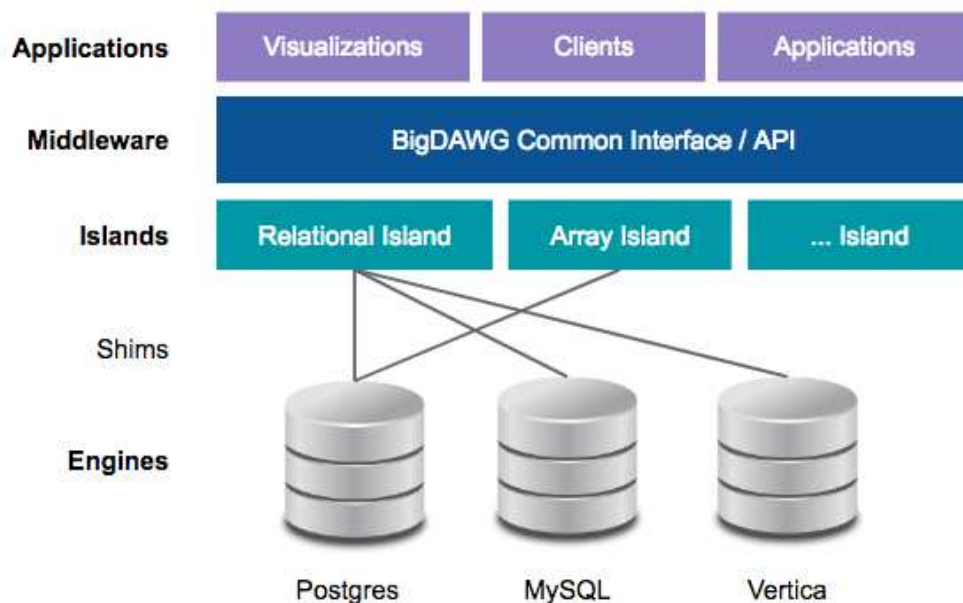 Applications Visualizations Clients Applications
Middleware BigDAWG Common Interface / API
Islands Relational Island Array Island ... Island
Shims
Engines
Postgres MySQL Vertica